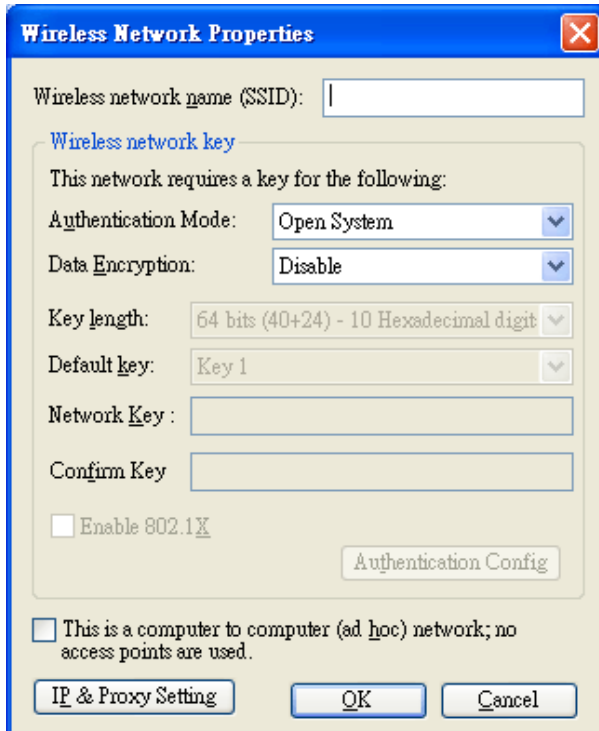 Wireless Network Properties
Wireless network name (SSID):
Wireless network key
This network requires a key for the following:
Authentication Mode: Open System
Data Encryption: Disable
Key length: 64 bits (40+24) - 10 Hexadecimal digit
Default key: Key 1
Network Key :
Confirm Key
Enable 802.1X
Authentication Config
This is a computer to computer (ad hoc) network; no
access points are used.
IP & Proxy Setting OK Cancel